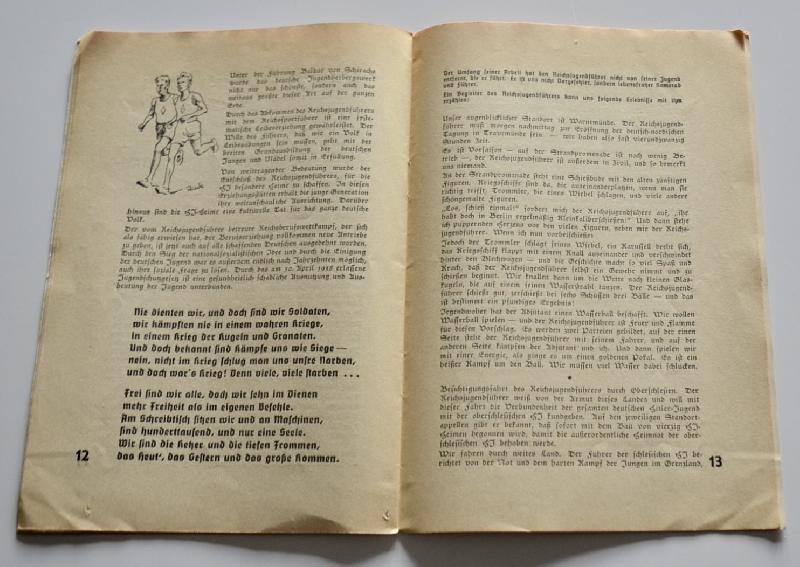 Unter der Führung Baldur von Schirachs
wurde das deutsche Jugendherbergswerk
nicht nur das schönste, sondern auch das
weitaus größte dieser Art auf der ganzen
Erde.
Durch das Abkommen des Reichsjugendführers
mit dem Reichssportführer ist eine syste-
matische Leibeserziehung gewährleistet. Der
Wille des Führers, daß wir ein Volk in
Leibesübungen sein müssen, geht mit der
breiten Grundausbildung der deutschen
Jungen und Mädel somit in Erfüllung.
Von weittragender Bedeutung wurde der
Entschluß des Reichsjugendführers, für
die HJ besondere Heime zu schaffen. In diesen
Erziehungsstätten erhält die junge Generation
ihre weltanschauliche Ausrichtung. Darüber
hinaus sind die HJ-Heime eine kulturelle Tat für das ganze deutsche
Volk.
Der vom Reichsjugendführer betreute Reichsberufswettkampf, der sich
als fähig erwiesen hat, der Berufserziehung vollkommen neue Antriebe
zu geben, ist jetzt auch auf alle schaffenden Deutschen ausgedehnt worden.
Durch den Sieg der nationalsozialistischen Idee und durch die Einigung
der deutschen Jugend war es außerdem endlich nach Jahrzehnten möglich,
auch ihre soziale Frage zu lösen. Durch das am 30. April 1938 erlassene
Jugendschutzgesetz ist eine gesundheitlich schädliche Ausnutzung und Aus-
beutung der Jugend unterbunden.
Nie dienten wir, und doch sind wir Soldaten,
wir kämpften nie in einem wahren Kriege,
in einem Krieg der Kugeln und Granaten.
Und doch bekannt sind Kämpfe uns wie Siege —
nein, nicht im Krieg schlug man uns unsre Narben,
und doch war's Krieg! Denn viele, viele starben ...
Frei sind wir alle, doch wir sehn im Dienen
mehr Freiheit als im eigenen Befehle.
Am Schreibtisch sitzen wir und an Maschinen,
sind hunderttausend, und nur eine Seele.
Wir sind die Ketzer und die tiefen Frommen,
das Heut', das Gestern und das große Kommen.
12
Der Umfang seiner Arbeit hat den Reichsjugendführer nicht von seiner Jugend
entfernt, die er führt. Er ist uns nicht Vorgesetzter, sondern lebensfroher Kamerad
und Führer.
Ein Begleiter des Reichsjugendführers kann uns folgende Erlebnisse mit ihm
erzählen:
Unser augenblicklicher Standort ist Warnemünde. Der Reichsjugend-
führer muß morgen nachmittag zur Eröffnung der deutsch-nordischen
Jugendtagung in Travemünde sein — wir haben also fast vierundzwanzig
Stunden Zeit.
Es ist Vorsaison — auf der Strandpromenade ist noch wenig Be-
trieb —, der Reichsjugendführer ist außerdem in Zivil, und so bemerkt
uns niemand.
An der Strandpromenade steht eine Schießbude mit den alten zünftigen
Figuren. Kriegsschiffe sind da, die auseinanderplatzen, wenn man sie
richtig trifft, Trommler, die einen Wirbel schlagen, und viele andere
schöngemalte Figuren.
„Los, schieß einmal!“ fordert mich der Reichsjugendführer auf, „ihr
habt doch in Berlin regelmäßig Kleinkaliberschießen!“ Und dann stehe
ich puppernden Herzens vor den vielen Figuren, neben mir der Reichs-
jugendführer. Wenn ich nun vorbeischieße!
Jedoch der Trommler schlägt seinen Wirbel, ein Karussell dreht sich,
das Kriegsschiff klappt mit einem Knall auseinander und verschwindet
hinter den Blechwogen — und die Geschichte macht so viel Spaß und
Krach, daß der Reichsjugendführer selbst ein Gewehr nimmt und zu
schießen beginnt. Wir knallen dann um die Wette nach kleinen Glas-
kugeln, die auf einem Wasserstrahl tanzen. Der Reichsjugend-
führer schießt gut, zerschießt bei sechs Schüssen drei Bälle — und das
ist bestimmt ein pfundiges Ergebnis!
Irgendwoher hat der Adjutant einen Wasserball beschafft. Wir wollen
Wasserball spielen — und der Reichsjugendführer ist Feuer und Flamme
für diesen Vorschlag. Es werden zwei Parteien gebildet, auf der einen
Seite steht der Reichsjugendführer mit seinem Fahrer, und auf der
anderen Seite kämpfen der Adjutant und ich. Und dann spielen wir
mit einer Energie, als ginge es um einen goldenen Pokal. Es ist ein
heißer Kampf um den Ball. Wir müssen viel Wasser dabei schlucken.
*
Besichtigungsfahrt des Reichsjugendführers durch Oberschlesien. Der
Reichsjugendführer weiß von der Armut dieses Landes und will mit
dieser Fahrt die Verbundenheit der gesamten deutschen Hitler-Jugend
mit der oberschlesischen HJ kundgeben. Auf den jeweiligen Standort-
appellen gibt er bekannt, daß sofort mit dem Bau von vierzig HJ-
Heimen begonnen wird, damit die außerordentliche Heimnot der ober-
schlesischen HJ behoben werde.
Wir fahren durch weites Land. Der Führer der schlesischen HJ be-
richtet von der Not und dem harten Kampf der Jungen im Grenzland,
13